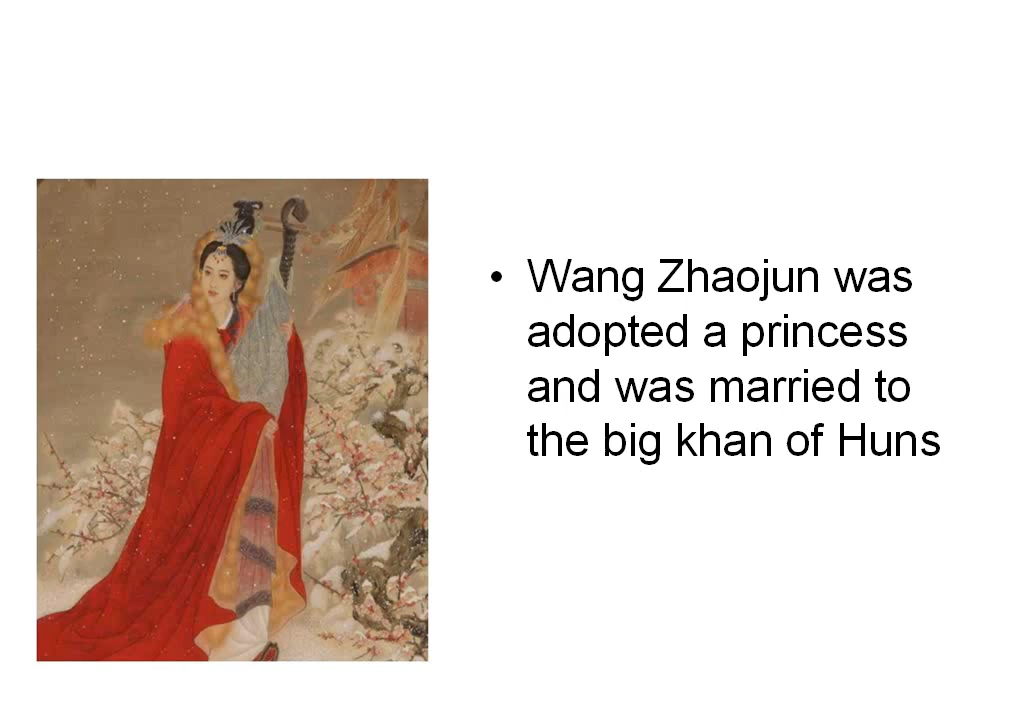 • Wang Zhaojun was
adopted a princess
and was married to
the big khan of Huns